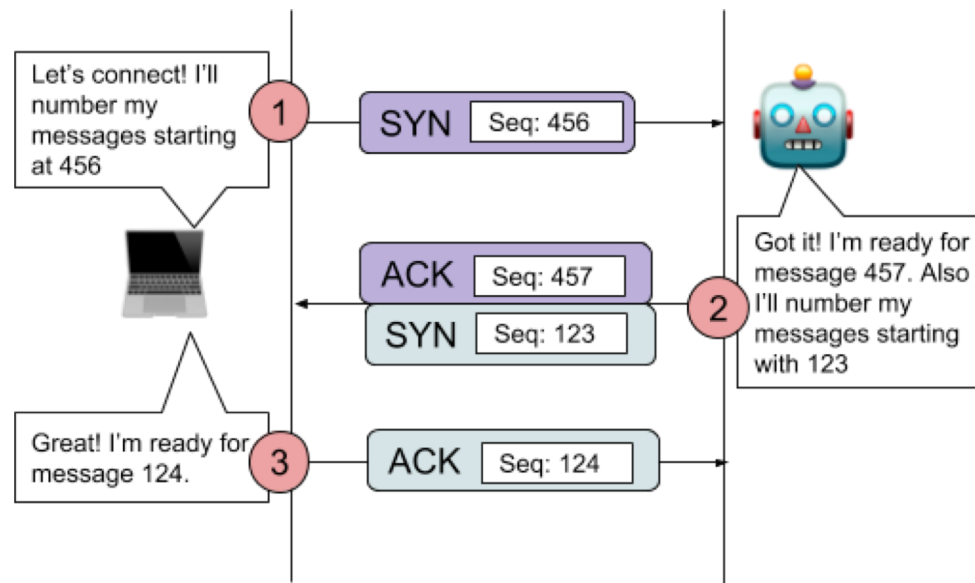 Let's connect! I'll
number my
messages starting
at 456
1
SYN
Seq: 456
Got it! I'm ready for
message 457. Also
I'll number my
messages starting
with 123
2
ACK
Seq: 457
SYN
Seq: 123
Great! I'm ready for
message 124.
3
ACK
Seq: 124